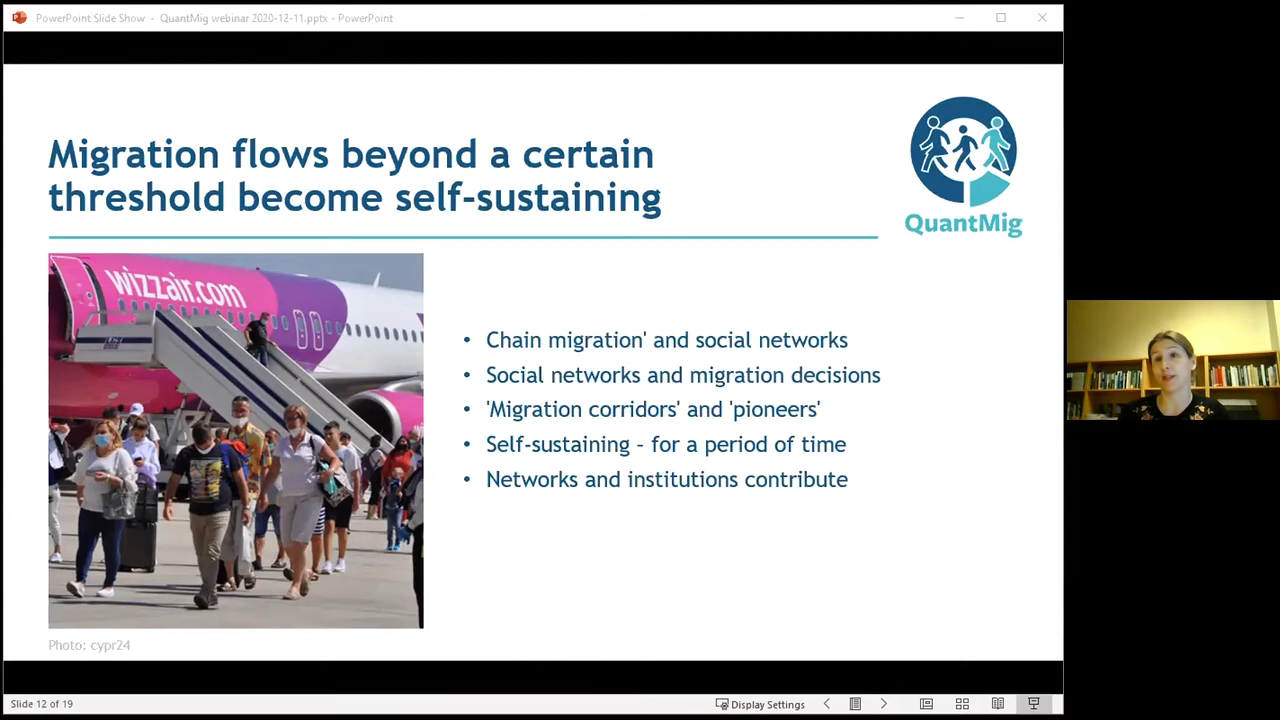 PowerPoint Slide Show - QuantMig webinar 2020-12-11.pptx - PowerPoint
Migration flows beyond a certain
threshold become self-sustaining
QuantMig
wizzair.com
• Chain migration' and social networks
• Social networks and migration decisions
• 'Migration corridors' and 'pioneers'
• Self-sustaining – for a period of time
• Networks and institutions contribute
Photo: cypr24
Slide 12 of 19
Display Settings